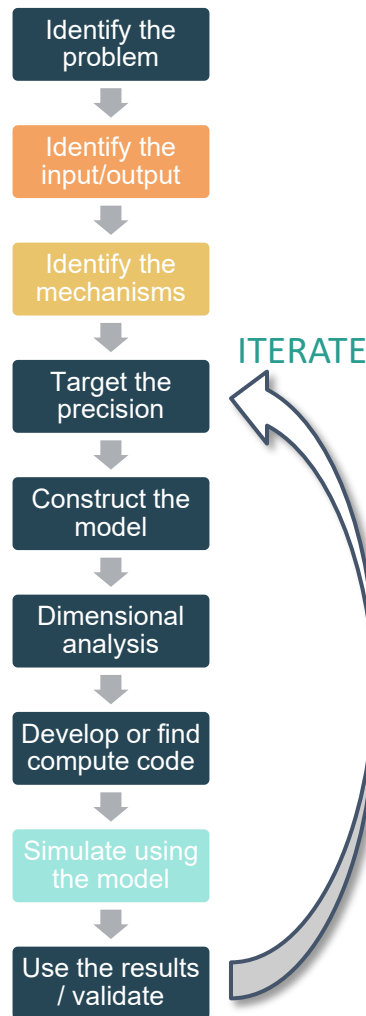 Identify the
problem
Identify the
input/output
Identify the
mechanisms
ITERATE
Target the
precision
Construct the
model
Dimensional
analysis
Develop or find
compute code
Simulate using
the model
Use the results
/ validate